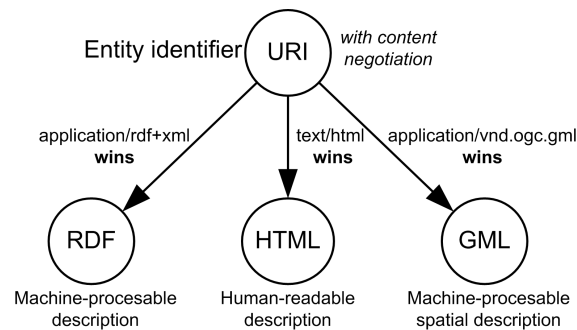 Entity identifier
URI
with content
negotiation
application/rdf+xml
wins
text/html
wins
application/vnd.ogc.gml
wins
RDF
HTML
GML
Machine-procesable
description
Human-readable
description
Machine-procesable
spatial description